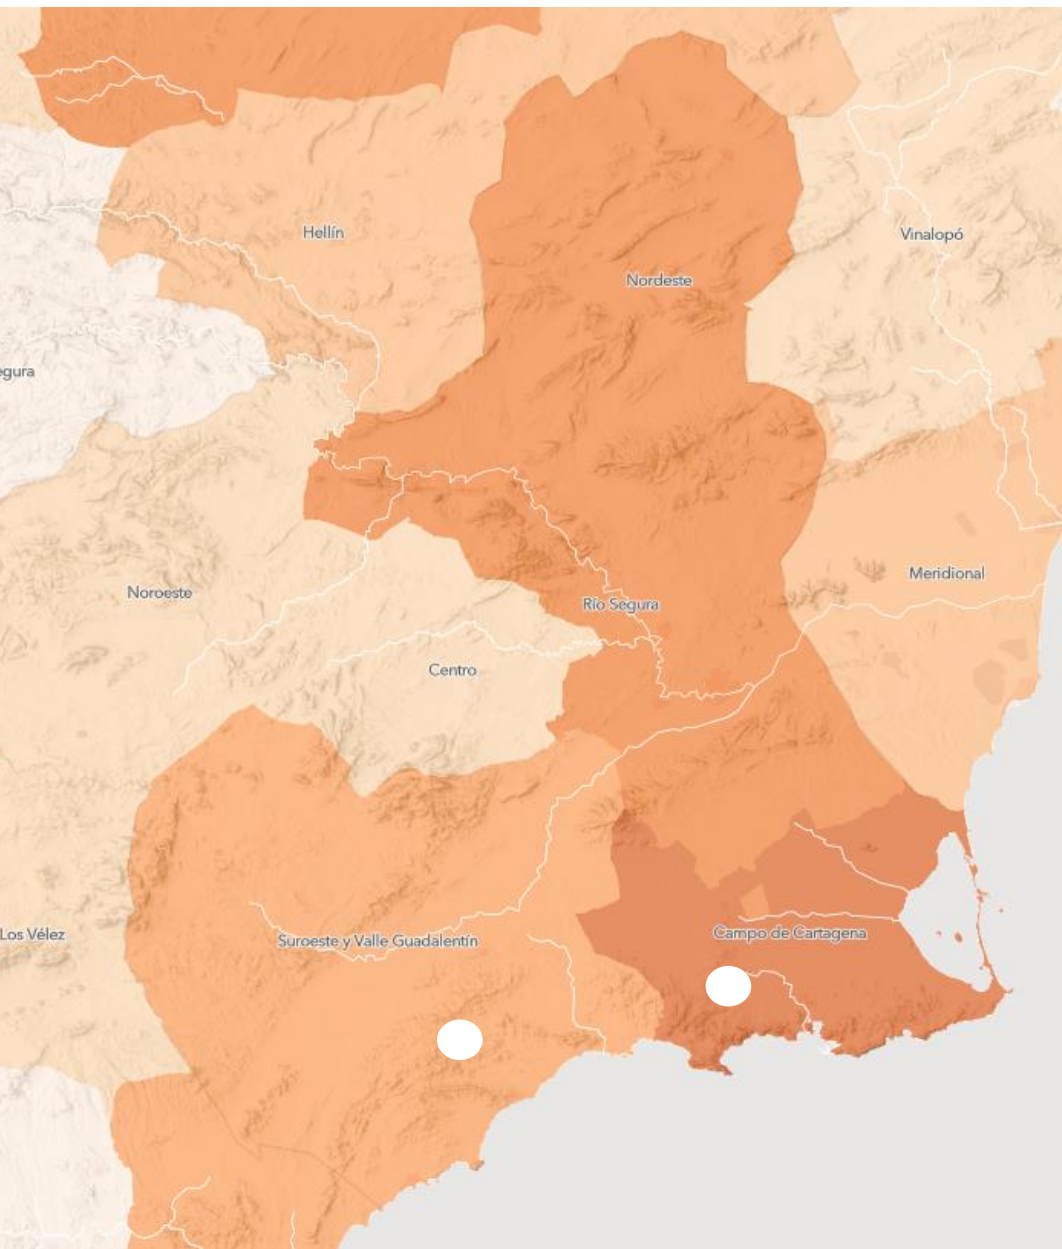 Hellín
Vinalopó
Nordeste
egura
Noroeste
Meridional
Río Segura
Centro
Los Vélez
Suroeste y Valle Guadalentín
Campo de Cartagena